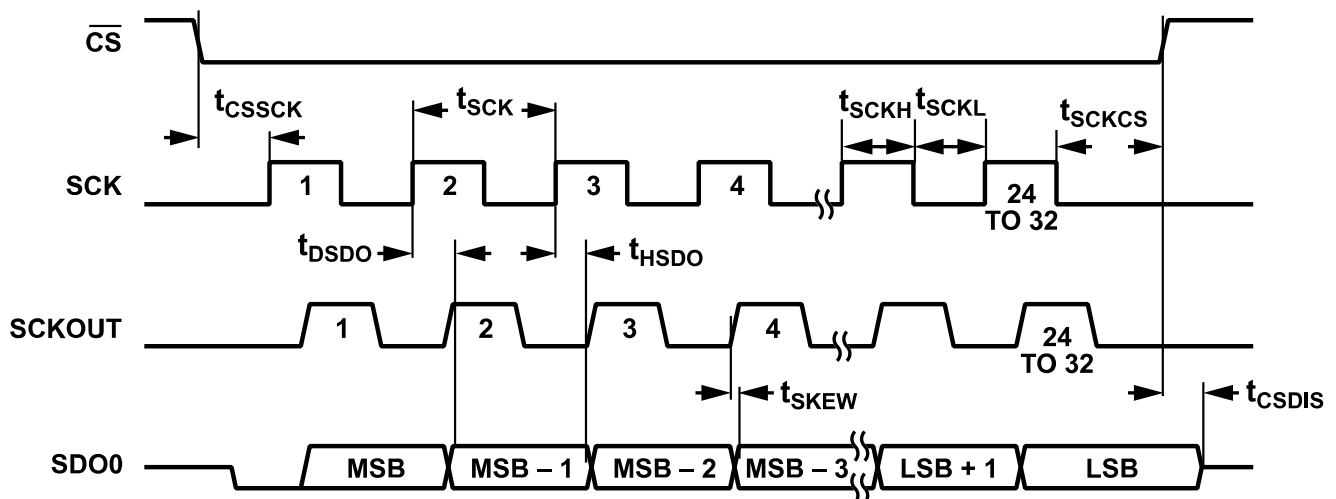 CS
tCSSCK
tSCK
tSCKH
tSCKL
tSCKCS
SCK
1
2
3
4
24
TO 32
tDSDO
tHSDO
SCKOUT
1
2
3
4
24
TO 32
tSKEW
tCSDIS
SDO0
MSB
MSB – 1
MSB – 2
MSB – 3
LSB + 1
LSB